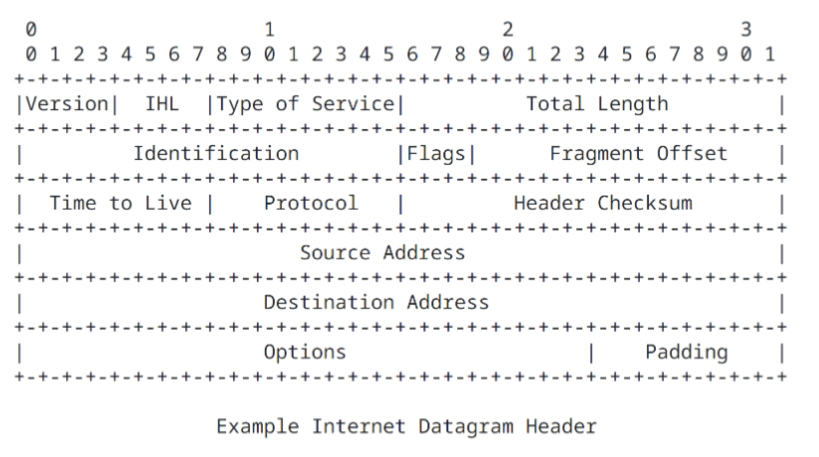 0                   1                   2                   3
 0 1 2 3 4 5 6 7 8 9 0 1 2 3 4 5 6 7 8 9 0 1 2 3 4 5 6 7 8 9 0 1
+-+-+-+-+-+-+-+-+-+-+-+-+-+-+-+-+-+-+-+-+-+-+-+-+-+-+-+-+-+-+-+-+
|Version|  IHL  |Type of Service|          Total Length         |
+-+-+-+-+-+-+-+-+-+-+-+-+-+-+-+-+-+-+-+-+-+-+-+-+-+-+-+-+-+-+-+-+
|         Identification        |Flags|      Fragment Offset    |
+-+-+-+-+-+-+-+-+-+-+-+-+-+-+-+-+-+-+-+-+-+-+-+-+-+-+-+-+-+-+-+-+
|  Time to Live |    Protocol   |         Header Checksum       |
+-+-+-+-+-+-+-+-+-+-+-+-+-+-+-+-+-+-+-+-+-+-+-+-+-+-+-+-+-+-+-+-+
|                       Source Address                          |
+-+-+-+-+-+-+-+-+-+-+-+-+-+-+-+-+-+-+-+-+-+-+-+-+-+-+-+-+-+-+-+-+
|                    Destination Address                        |
+-+-+-+-+-+-+-+-+-+-+-+-+-+-+-+-+-+-+-+-+-+-+-+-+-+-+-+-+-+-+-+-+
|                    Options                    |    Padding    |
+-+-+-+-+-+-+-+-+-+-+-+-+-+-+-+-+-+-+-+-+-+-+-+-+-+-+-+-+-+-+-+-+
                 Example Internet Datagram Header